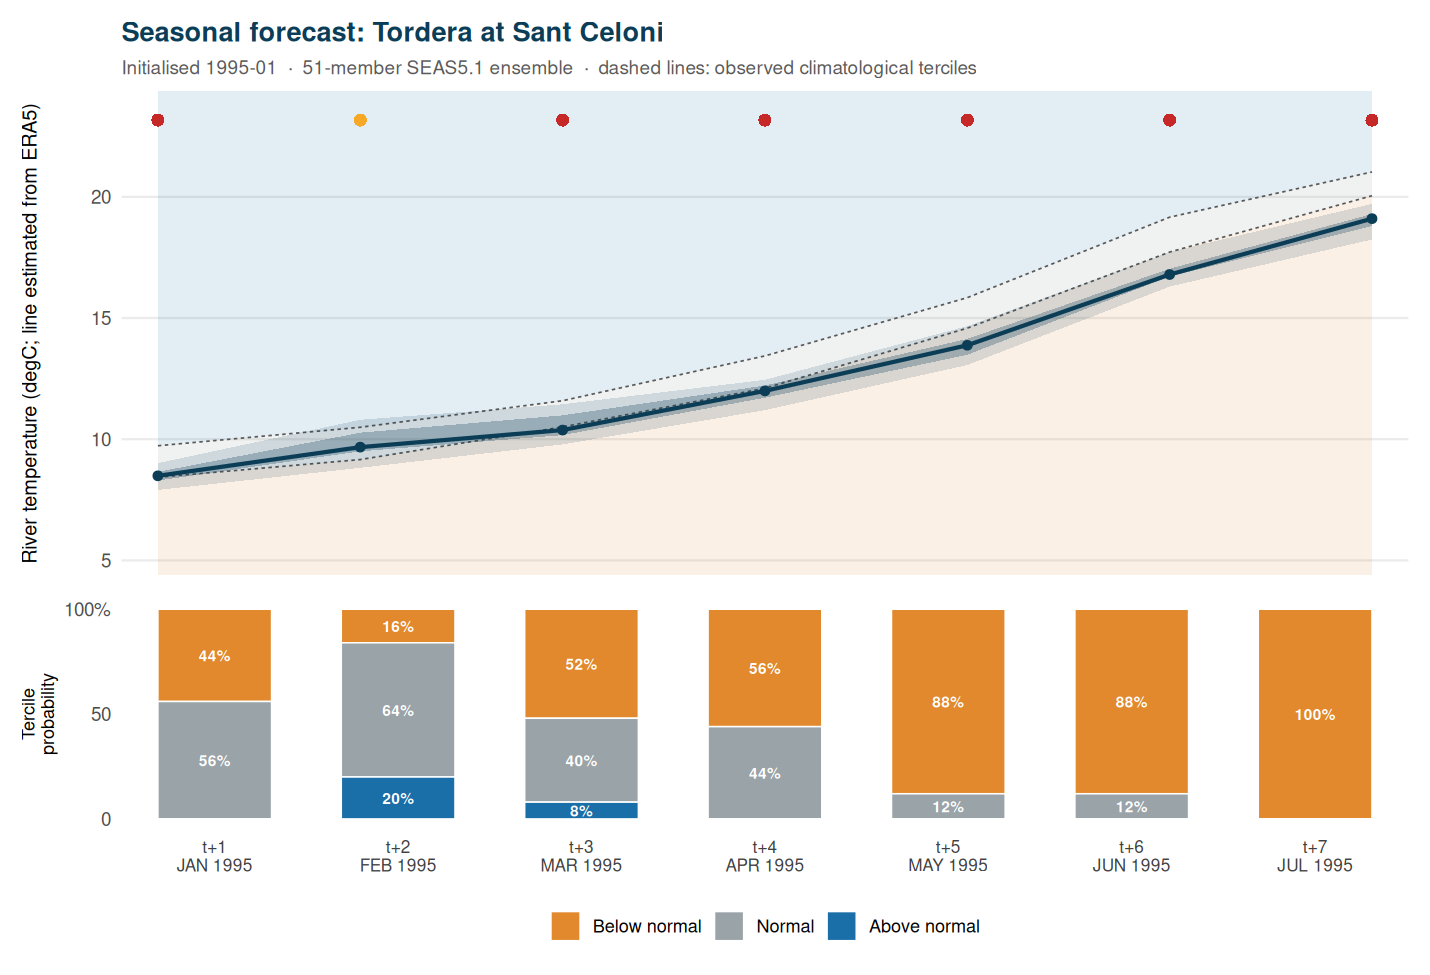 Seasonal forecast: Tordera at Sant Celoni
Initialised 1995-01 · 51-member SEAS5.1 ensemble · dashed lines: observed climatological terciles
River temperature (degC; line estimated from ERA5)
20
15
10
5
Tercile
probability
100%
50
0
44%
56%
16%
64%
20%
52%
40%
8%
56%
44%
88%
12%
88%
12%
100%
t+1
JAN 1995
t+2
FEB 1995
t+3
MAR 1995
t+4
APR 1995
t+5
MAY 1995
t+6
JUN 1995
t+7
JUL 1995
Below normal
Normal
Above normal